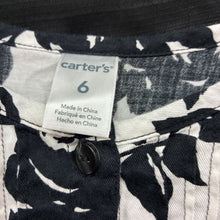 carter's
6
Made in China
Fabriqué en Chine
Hecho en China